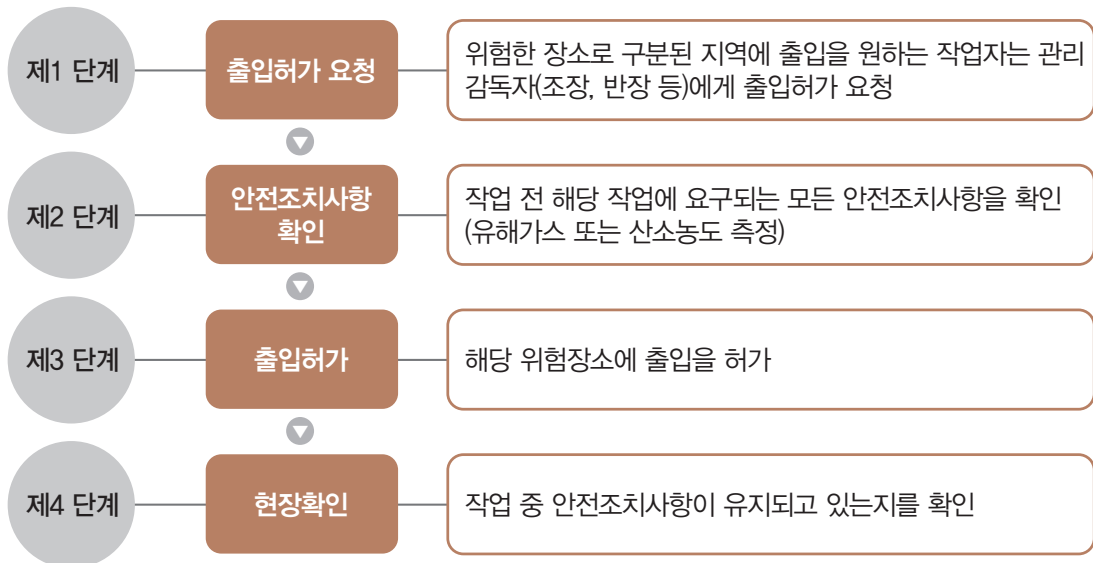 제1 단계
출입허가 요청
위험한 장소로 구분된 지역에 출입을 원하는 작업자는 관리
감독자(조장, 반장 등)에게 출입허가 요청
제2 단계
안전조치사항
확인
작업 전 해당 작업에 요구되는 모든 안전조치사항을 확인
(유해가스 또는 산소농도 측정)
제3 단계
출입허가
해당 위험장소에 출입을 허가
제4 단계
현장확인
작업 중 안전조치사항이 유지되고 있는지를 확인